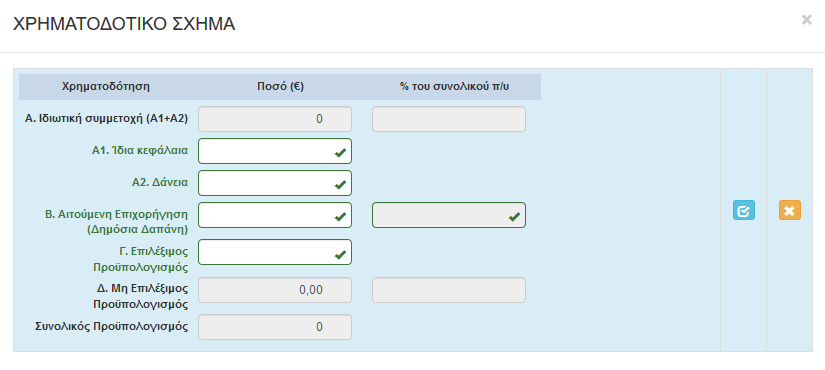 ΧΡΗΜΑΤΟΔΟΤΙΚΟ ΣΧΗΜΑ
×
Χρηματοδότηση Ποσό (€) % του συνολικού π/υ
Α. Ιδιωτική συμμετοχή (Α1+Α2) 0
Α1. Ίδια κεφάλαια
Α2. Δάνεια
Β. Αιτούμενη Επιχορήγηση
(Δημόσια Δαπάνη)
Γ. Επιλέξιμος
Προϋπολογισμός
Δ. Μη Επιλέξιμος 0,00
Προϋπολογισμός
Συνολικός Προϋπολογισμός 0